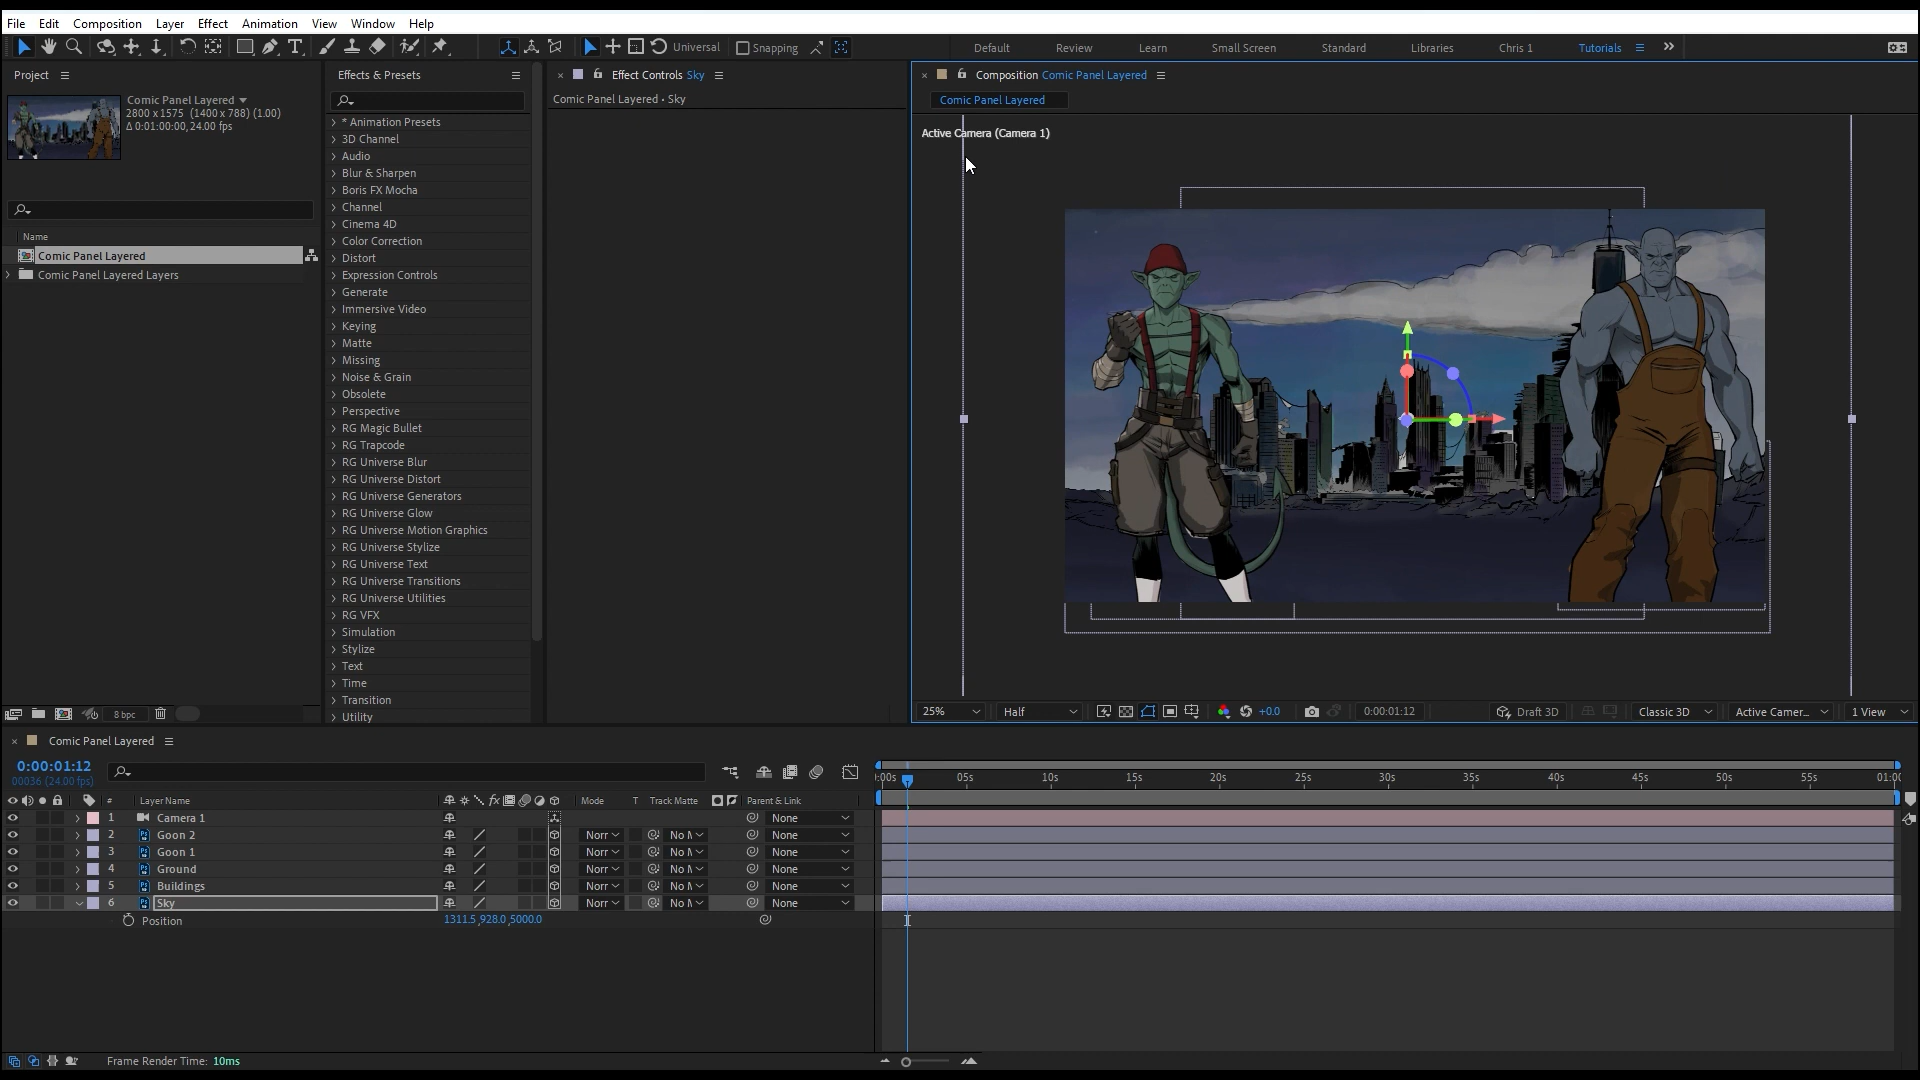 File Edit Composition Layer Effect Animation View Window Help
Universal Snapping Default Review Learn Small Screen Standard Libraries Chris 1 Tutorials
Project
Comic Panel Layered
2800 x 1575 (1400 x 788) (1.00)
Δ 0:01:00:00, 24.00 fps
Name
Comic Panel Layered
Comic Panel Layered Layers
8 bpc
Effects & Presets
* Animation Presets
3D Channel
Audio
Blur & Sharpen
Boris FX Mocha
Channel
Cinema 4D
Color Correction
Distort
Expression Controls
Generate
Immersive Video
Keying
Matte
Missing
Noise & Grain
Obsolete
Perspective
RG Magic Bullet
RG Trapcode
RG Universe Blur
RG Universe Distort
RG Universe Generators
RG Universe Glow
RG Universe Motion Graphics
RG Universe Stylize
RG Universe Text
RG Universe Transitions
RG Universe Utilities
RG VFX
Simulation
Stylize
Text
Time
Transition
Utility
Effect Controls Sky
Comic Panel Layered • Sky
Composition Comic Panel Layered
Comic Panel Layered
Active Camera (Camera 1)
25% Half +0.0 0:00:01:12 Draft 3D Classic 3D Active Camer... 1 View
Comic Panel Layered
0:00:01:12
00036 (24.00 fps)
# Layer Name fx Mode T Track Matte Parent & Link
1 Camera 1 None
2 Goon 2 Norr No M None
3 Goon 1 Norr No M None
4 Ground Norr No M None
5 Buildings Norr No M None
6 Sky Norr No M None
Position 1311.5,928.0,5000.0
:00s 05s 10s 15s 20s 25s 30s 35s 40s 45s 50s 55s 01:00
Frame Render Time: 10ms